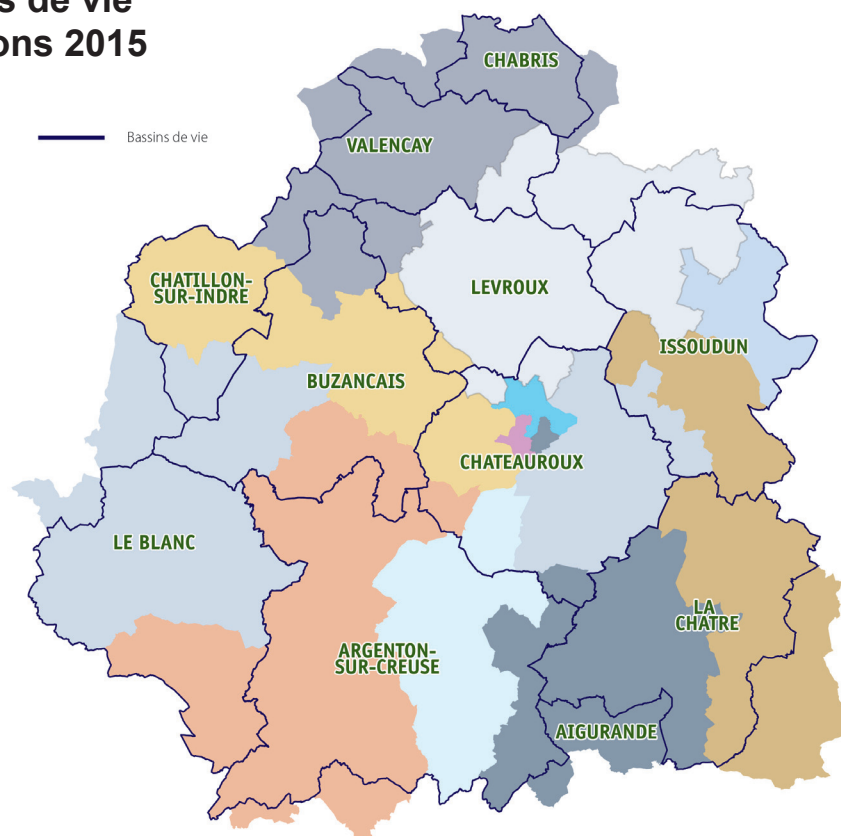 s de vie
ons 2015
Bassins de vie
CHABRIS
VALENCAY
CHATILLON-
SUR-INDRE
LEVROUX
ISSOUDUN
BUZANCAIS
CHATEAUROUX
LE BLANC
LA
CHATRE
ARGENTON-
SUR-CREUSE
AIGURANDE